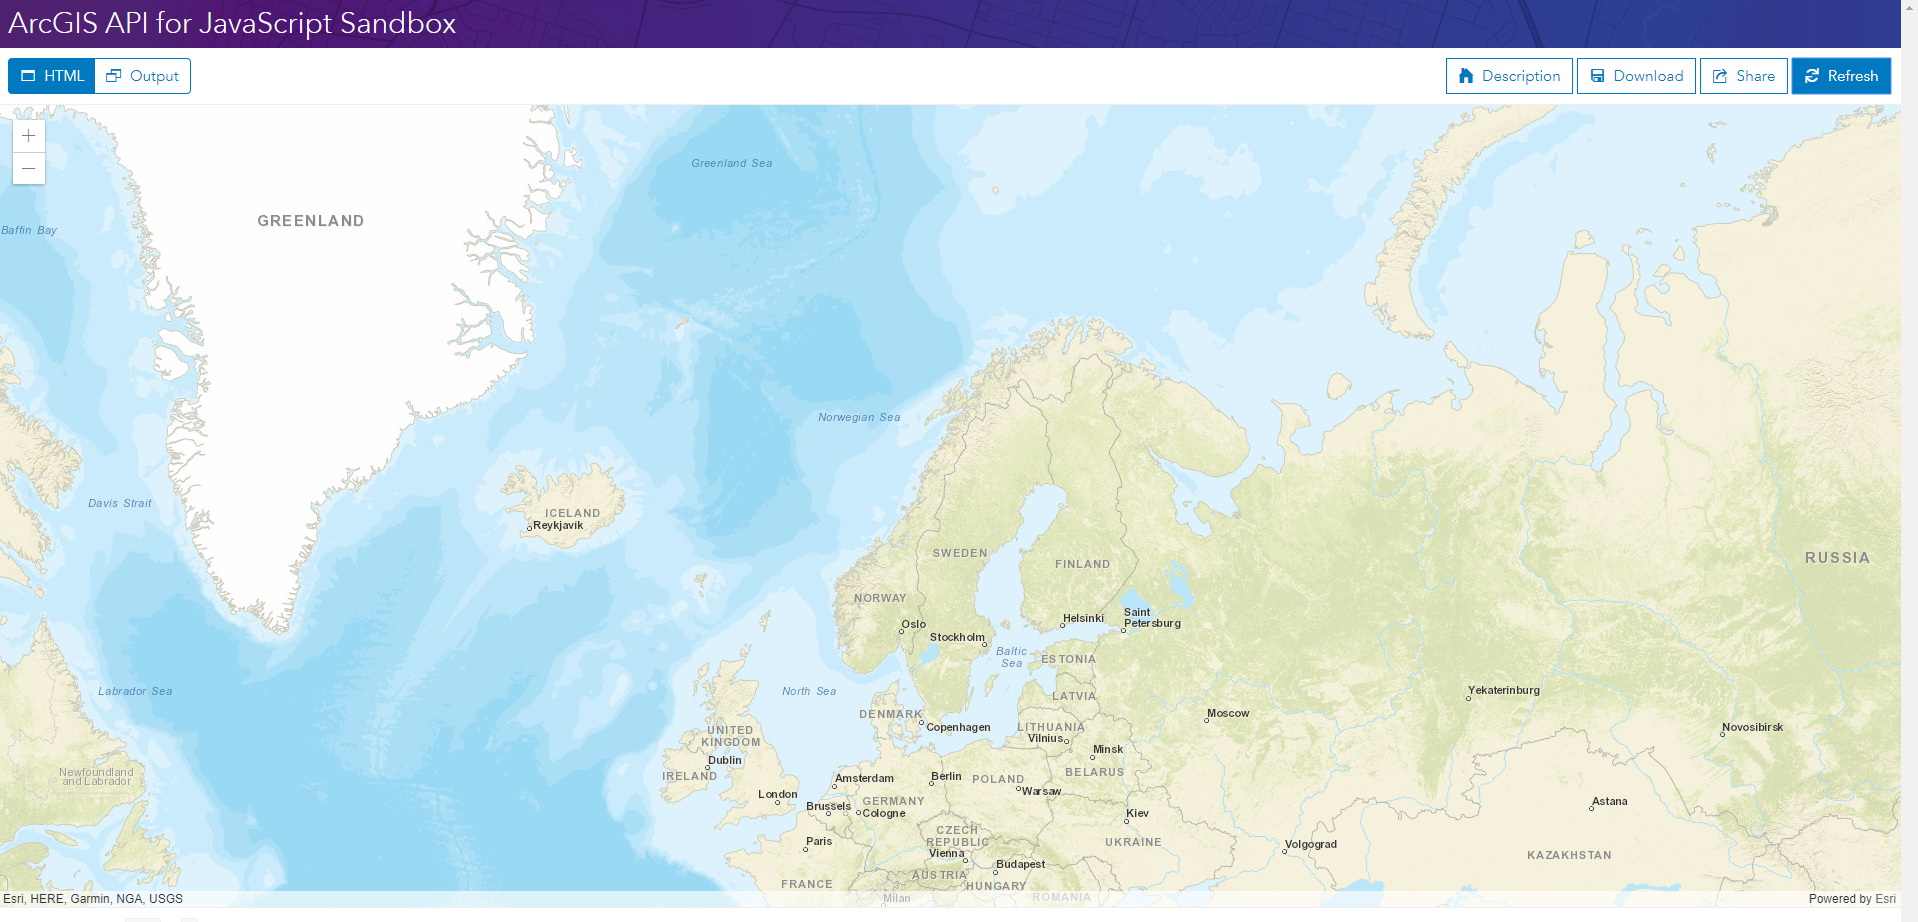 ArcGIS API for JavaScript Sandbox
HTML
Output
Description
Download
Share
Refresh
+
−
Greenland Sea
GREENLAND
Baffin Bay
Norwegian Sea
Davis Strait
ICELAND
Reykjavík
SWEDEN
FINLAND
RUSSIA
NORWAY
Oslo
Helsinki
Saint
Petersburg
Stockholm
Baltic
Sea
ESTONIA
Labrador Sea
North Sea
LATVIA
Yekaterinburg
DENMARK
Moscow
Copenhagen
LITHUANIA
Vilnius
Novosibirsk
UNITED
KINGDOM
Minsk
Dublin
IRELAND
Newfoundland
and Labrador
Amsterdam
Berlin
POLAND
BELARUS
London
Warsaw
Brussels
GERMANY
Cologne
Astana
Kiev
CZECH
REPUBLIC
Paris
UKRAINE
Volgograd
Vienna
KAZAKHSTAN
Budapest
AUSTRIA
FRANCE
HUNGARY
Milan
ROMANIA
Esri, HERE, Garmin, NGA, USGS
Powered by Esri